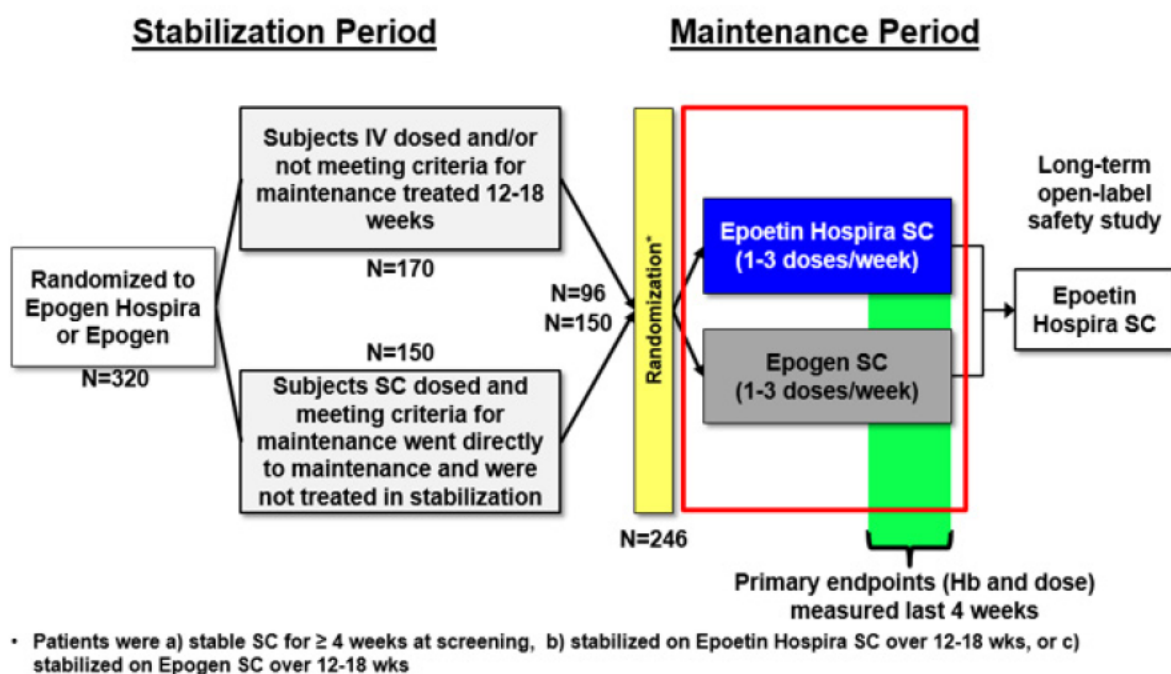 Stabilization Period
Maintenance Period
Randomized to
Epogen Hospira
or Epogen
N=320
Subjects IV dosed and/or
not meeting criteria for
maintenance treated 12-18
weeks
N=170
N=150
Subjects SC dosed and
meeting criteria for
maintenance went directly
to maintenance and were
not treated in stabilization
N=96
N=150
Randomization*
N=246
Epoetin Hospira SC
(1-3 doses/week)
Epogen SC
(1-3 doses/week)
Primary endpoints (Hb and dose)
measured last 4 weeks
Long-term
open-label
safety study
Epoetin
Hospira SC
• Patients were a) stable SC for ≥ 4 weeks at screening, b) stabilized on Epoetin Hospira SC over 12-18 wks, or c)
stabilized on Epogen SC over 12-18 wks